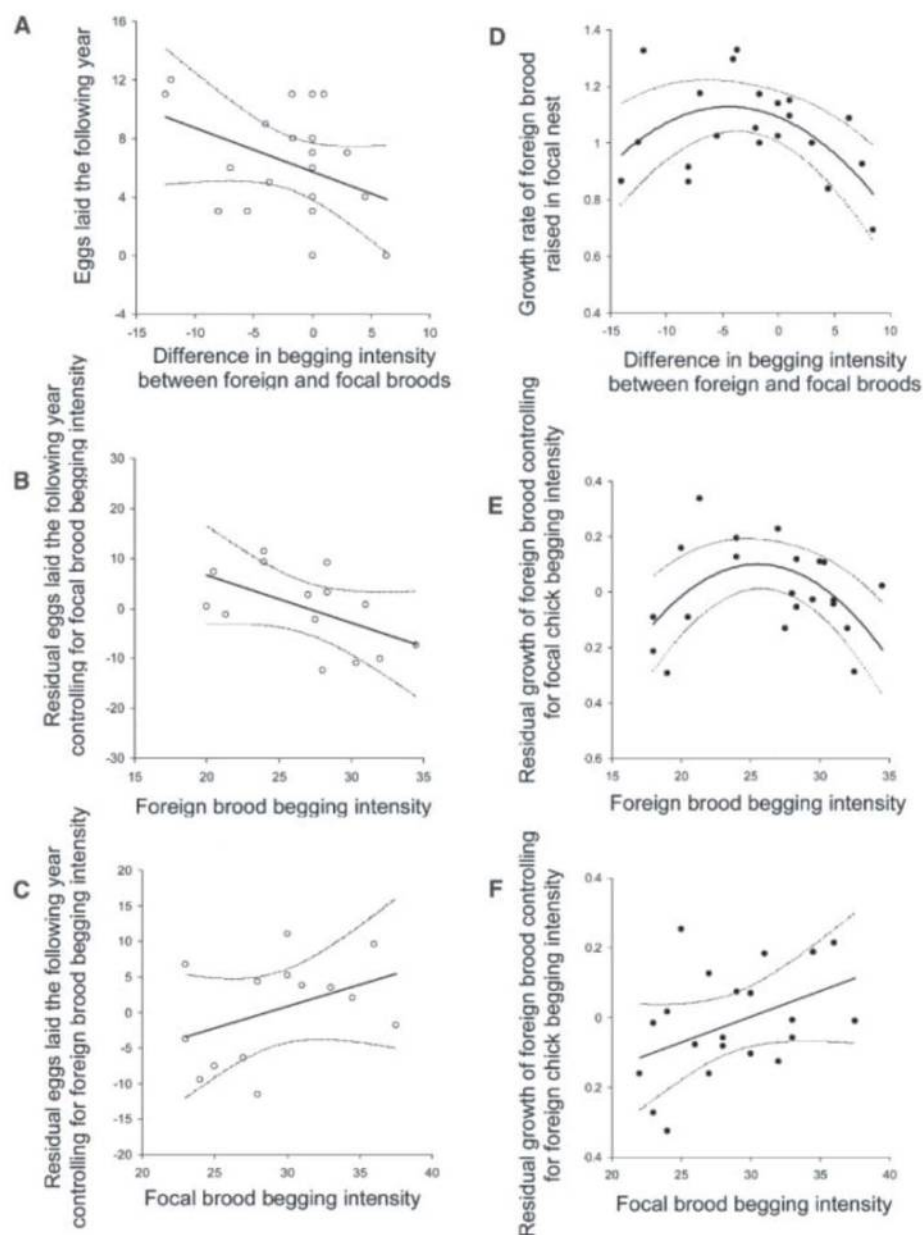 A
Eggs laid the following year
16
12
8
4
0
-4
-15
-10
-5
0
5
10
Difference in begging intensity
between foreign and focal broods
B
Residual eggs laid the following year
controlling for focal brood begging intensity
30
20
10
0
-10
-20
-30
15
20
25
30
35
Foreign brood begging intensity
C
Residual eggs laid the following year
controlling for foreign brood begging intensity
20
15
10
5
0
-5
-10
-15
-20
20
25
30
35
40
Focal brood begging intensity
D
Growth rate of foreign brood
raised in focal nest
1.4
1.2
1
0.8
0.6
0.4
-15
-10
-5
0
5
10
Difference in begging intensity
between foreign and focal broods
E
Residual growth of foreign brood controlling
for focal chick begging intensity
0.4
0.2
0
0.2
0.4
0.6
15
20
25
30
35
Foreign brood begging intensity
F
Residual growth of foreign brood controlling
for foreign chick begging intensity
0.4
0.2
0
0.2
0.4
20
25
30
35
40
Focal brood begging intensity